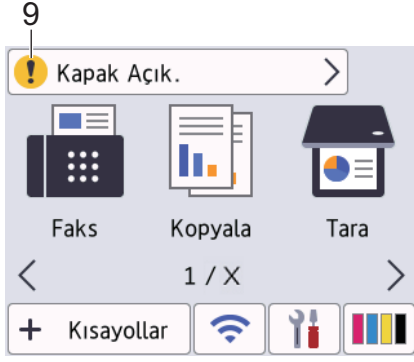 9
Kapak Açık.
Faks Kopyala Tara
1 / X
Kısayollar